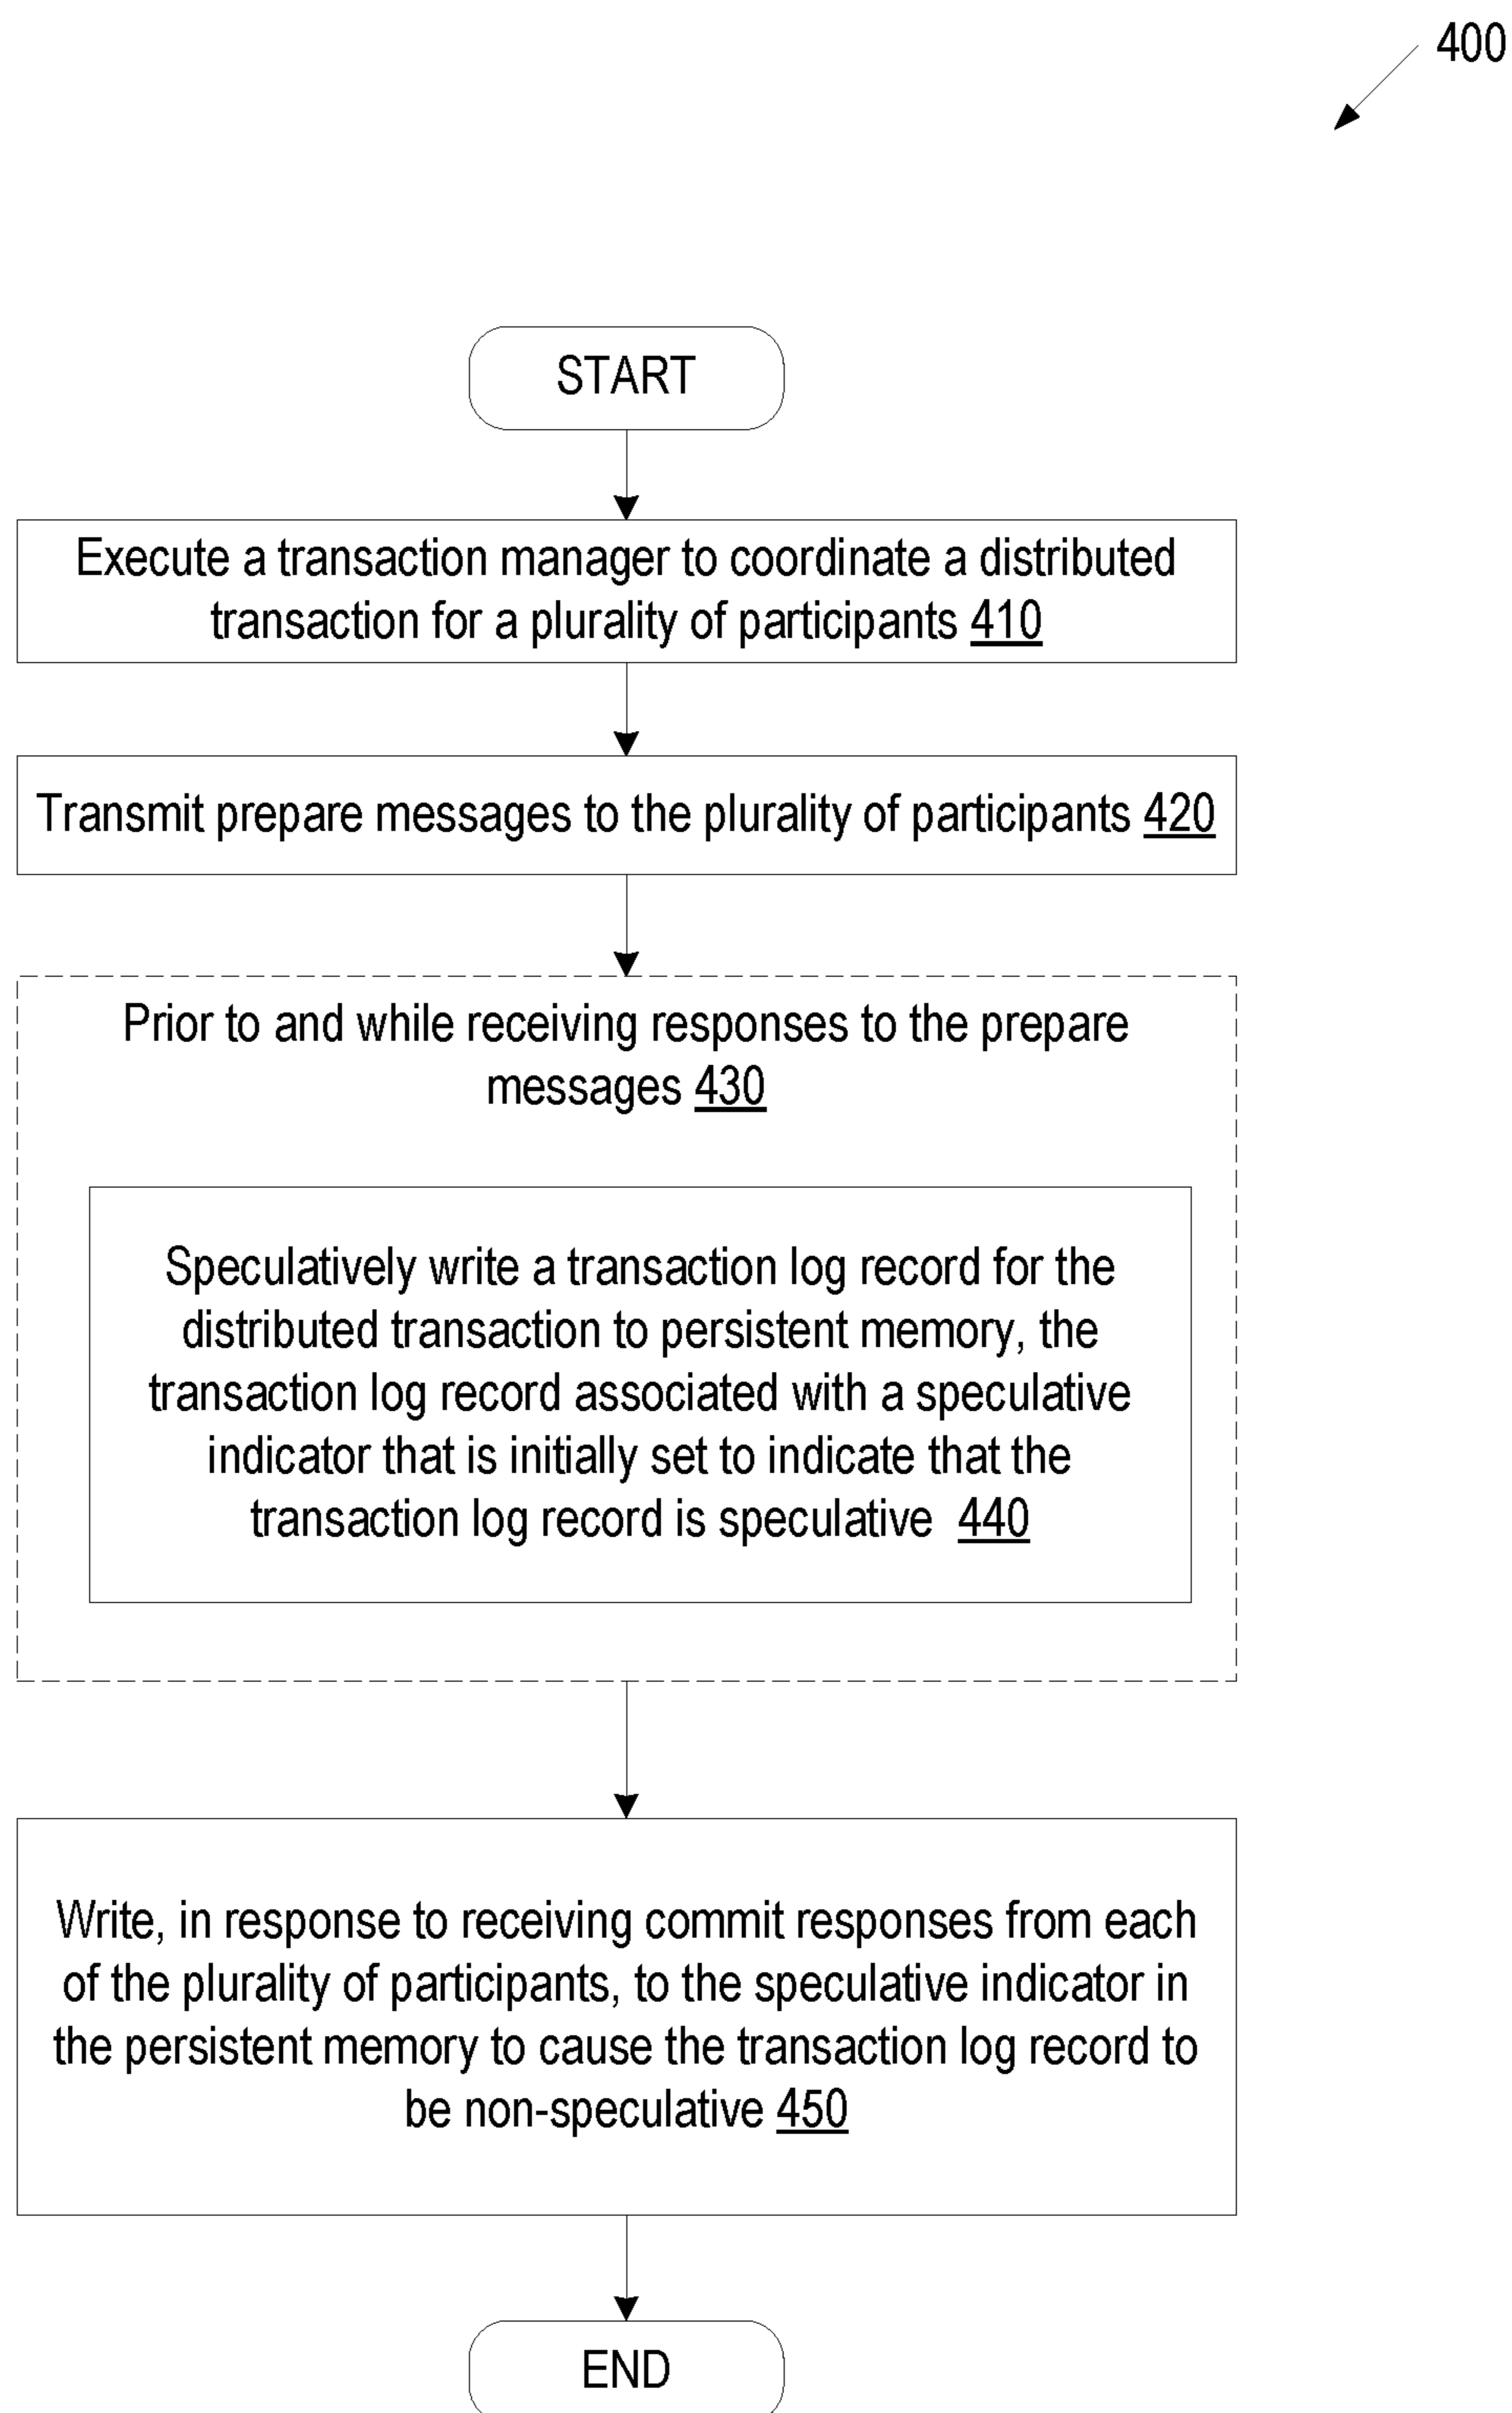 400
START
Execute a transaction manager to coordinate a distributed
transaction for a plurality of participants 410
Transmit prepare messages to the plurality of participants 420
Prior to and while receiving responses to the prepare
messages 430
Speculatively write a transaction log record for the
distributed transaction to persistent memory, the
transaction log record associated with a speculative
indicator that is initially set to indicate that the
transaction log record is speculative 440
Write, in response to receiving commit responses from each
of the plurality of participants, to the speculative indicator in
the persistent memory to cause the transaction log record to
be non-speculative 450
END